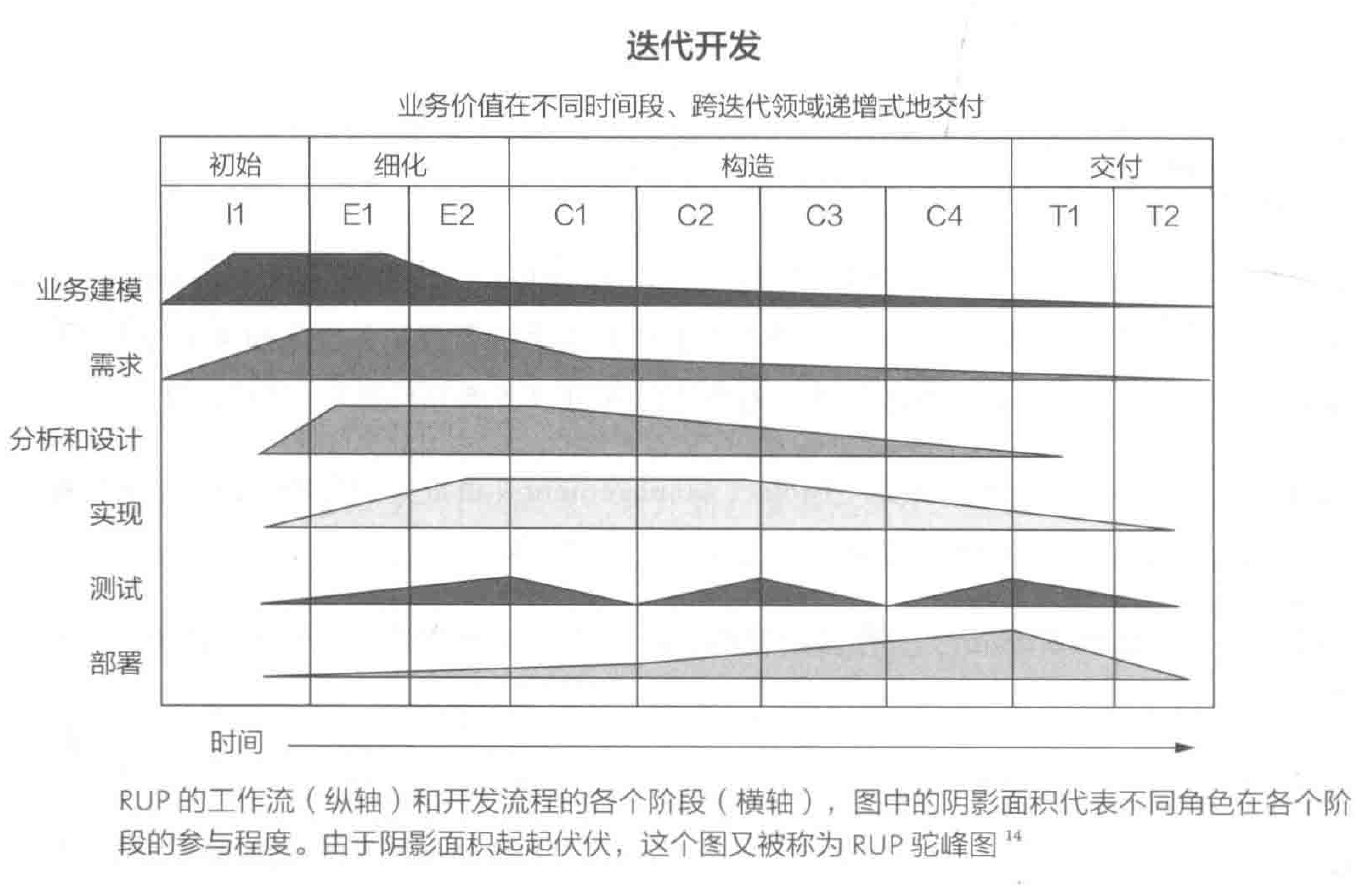 迭代开发
业务价值在不同时间段、跨迭代领域递增式地交付
初始 细化 构造 交付
I1 E1 E2 C1 C2 C3 C4 T1 T2
业务建模
需求
分析和设计
实现
测试
部署
时间
RUP 的工作流（纵轴）和开发流程的各个阶段（横轴），图中的阴影面积代表不同角色在各个阶
段的参与程度。由于阴影面积起起伏伏，这个图又被称为 RUP 驼峰图 14